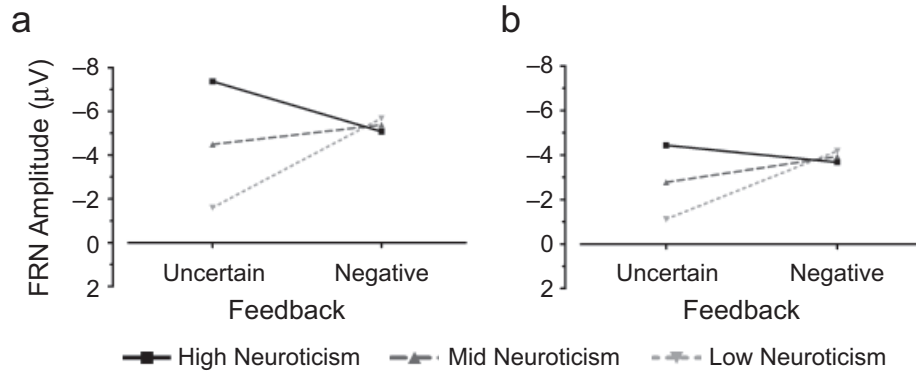 a
b
FRN Amplitude (μV)
–8
–6
–4
–2
0
2
Uncertain Negative
Feedback
–8
–6
–4
–2
0
2
Uncertain Negative
Feedback
High Neuroticism Mid Neuroticism Low Neuroticism